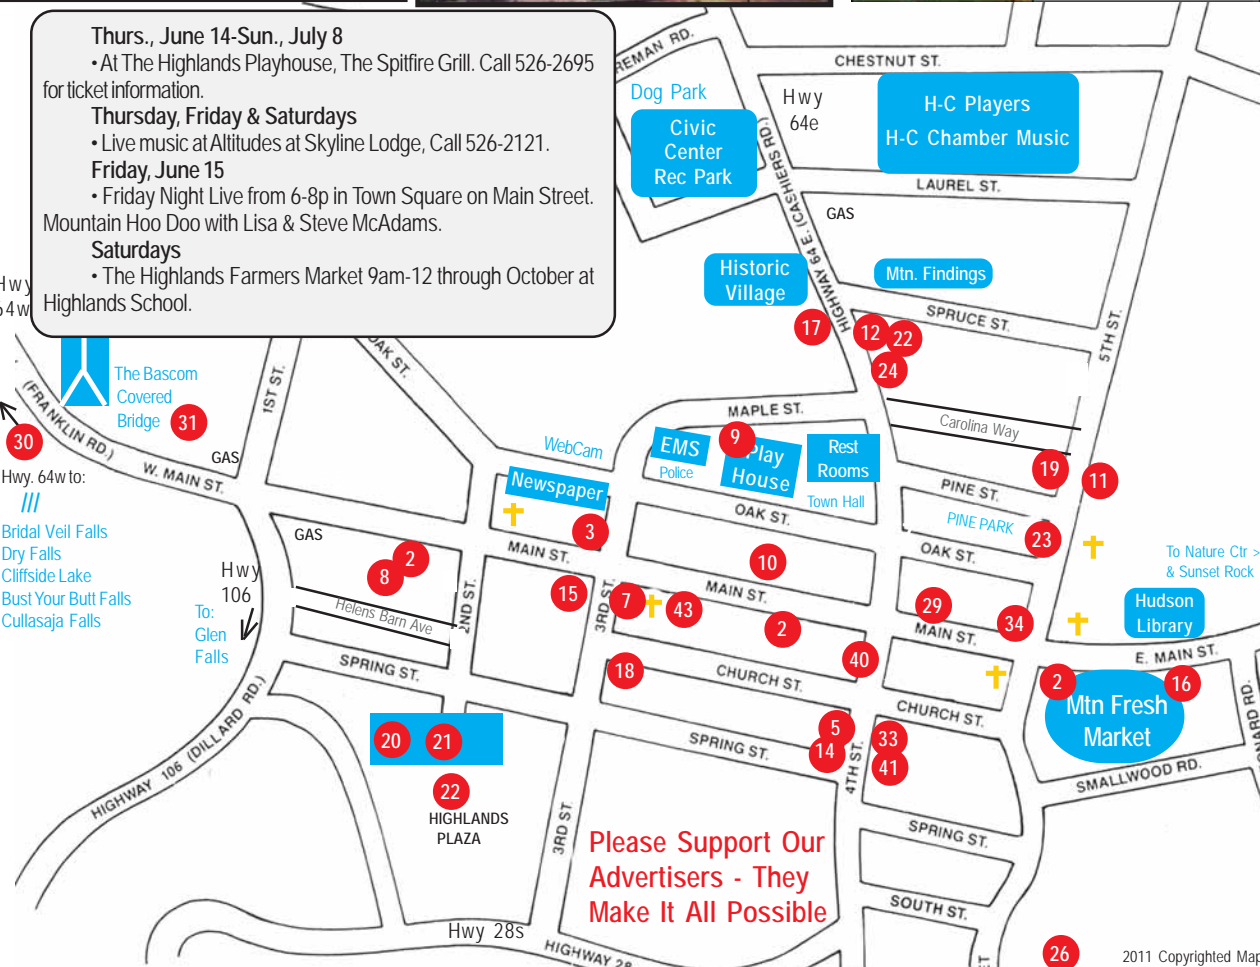 Thurs., June 14-Sun., July 8
• At The Highlands Playhouse, The Spitfire Grill. Call 526-2695
for ticket information.
Thursday, Friday & Saturdays
• Live music at Altitudes at Skyline Lodge, Call 526-2121.
Friday, June 15
• Friday Night Live from 6-8p in Town Square on Main Street.
Mountain Hoo Doo with Lisa & Steve McAdams.
Saturdays
• The Highlands Farmers Market 9am-12 through October at
Highlands School.
REMAN RD.
CHESTNUT ST.
Dog Park
Civic
Center
Rec Park
Hwy
64e
H-C Players
H-C Chamber Music
LAUREL ST.
GAS
HIGHWAY 64 E. (CASHIERS RD.)
Historic
Village
Mtn. Findings
SPRUCE ST.
5TH ST.
17
12
22
24
Hwy
64w
OAK ST.
1ST ST.
The Bascom
Covered
Bridge
31
(FRANKLIN RD.)
30
GAS
W. MAIN ST.
Hwy. 64w to:
///
Bridal Veil Falls
Dry Falls
Cliffside Lake
Bust Your Butt Falls
Cullasaja Falls
MAPLE ST.
Carolina Way
WebCam
EMS
Police
9
Play
House
Rest
Rooms
Town Hall
19
11
PINE ST.
Newspaper
3
OAK ST.
PINE PARK
23
OAK ST.
GAS
2
8
MAIN ST.
10
To Nature Ctr >
& Sunset Rock
Hwy
106
To:
Glen
Falls
Helens Barn Ave
2ND ST.
15
3RD ST.
7
43
MAIN ST.
2
29
MAIN ST.
34
Hudson
Library
E. MAIN ST.
SPRING ST.
18
CHURCH ST.
40
2
16
Mtn Fresh
Market
CHURCH ST.
20
21
22
HIGHLANDS
PLAZA
SPRING ST.
5
14
4TH ST.
33
41
SMALLWOOD RD.
HIGHWAY 106 (DILLARD RD.)
3RD ST.
SPRING ST.
Please Support Our
Advertisers - They
Make It All Possible
SOUTH ST.
Hwy 28s
HIGHWAY 28
26
2011 Copyrighted Map